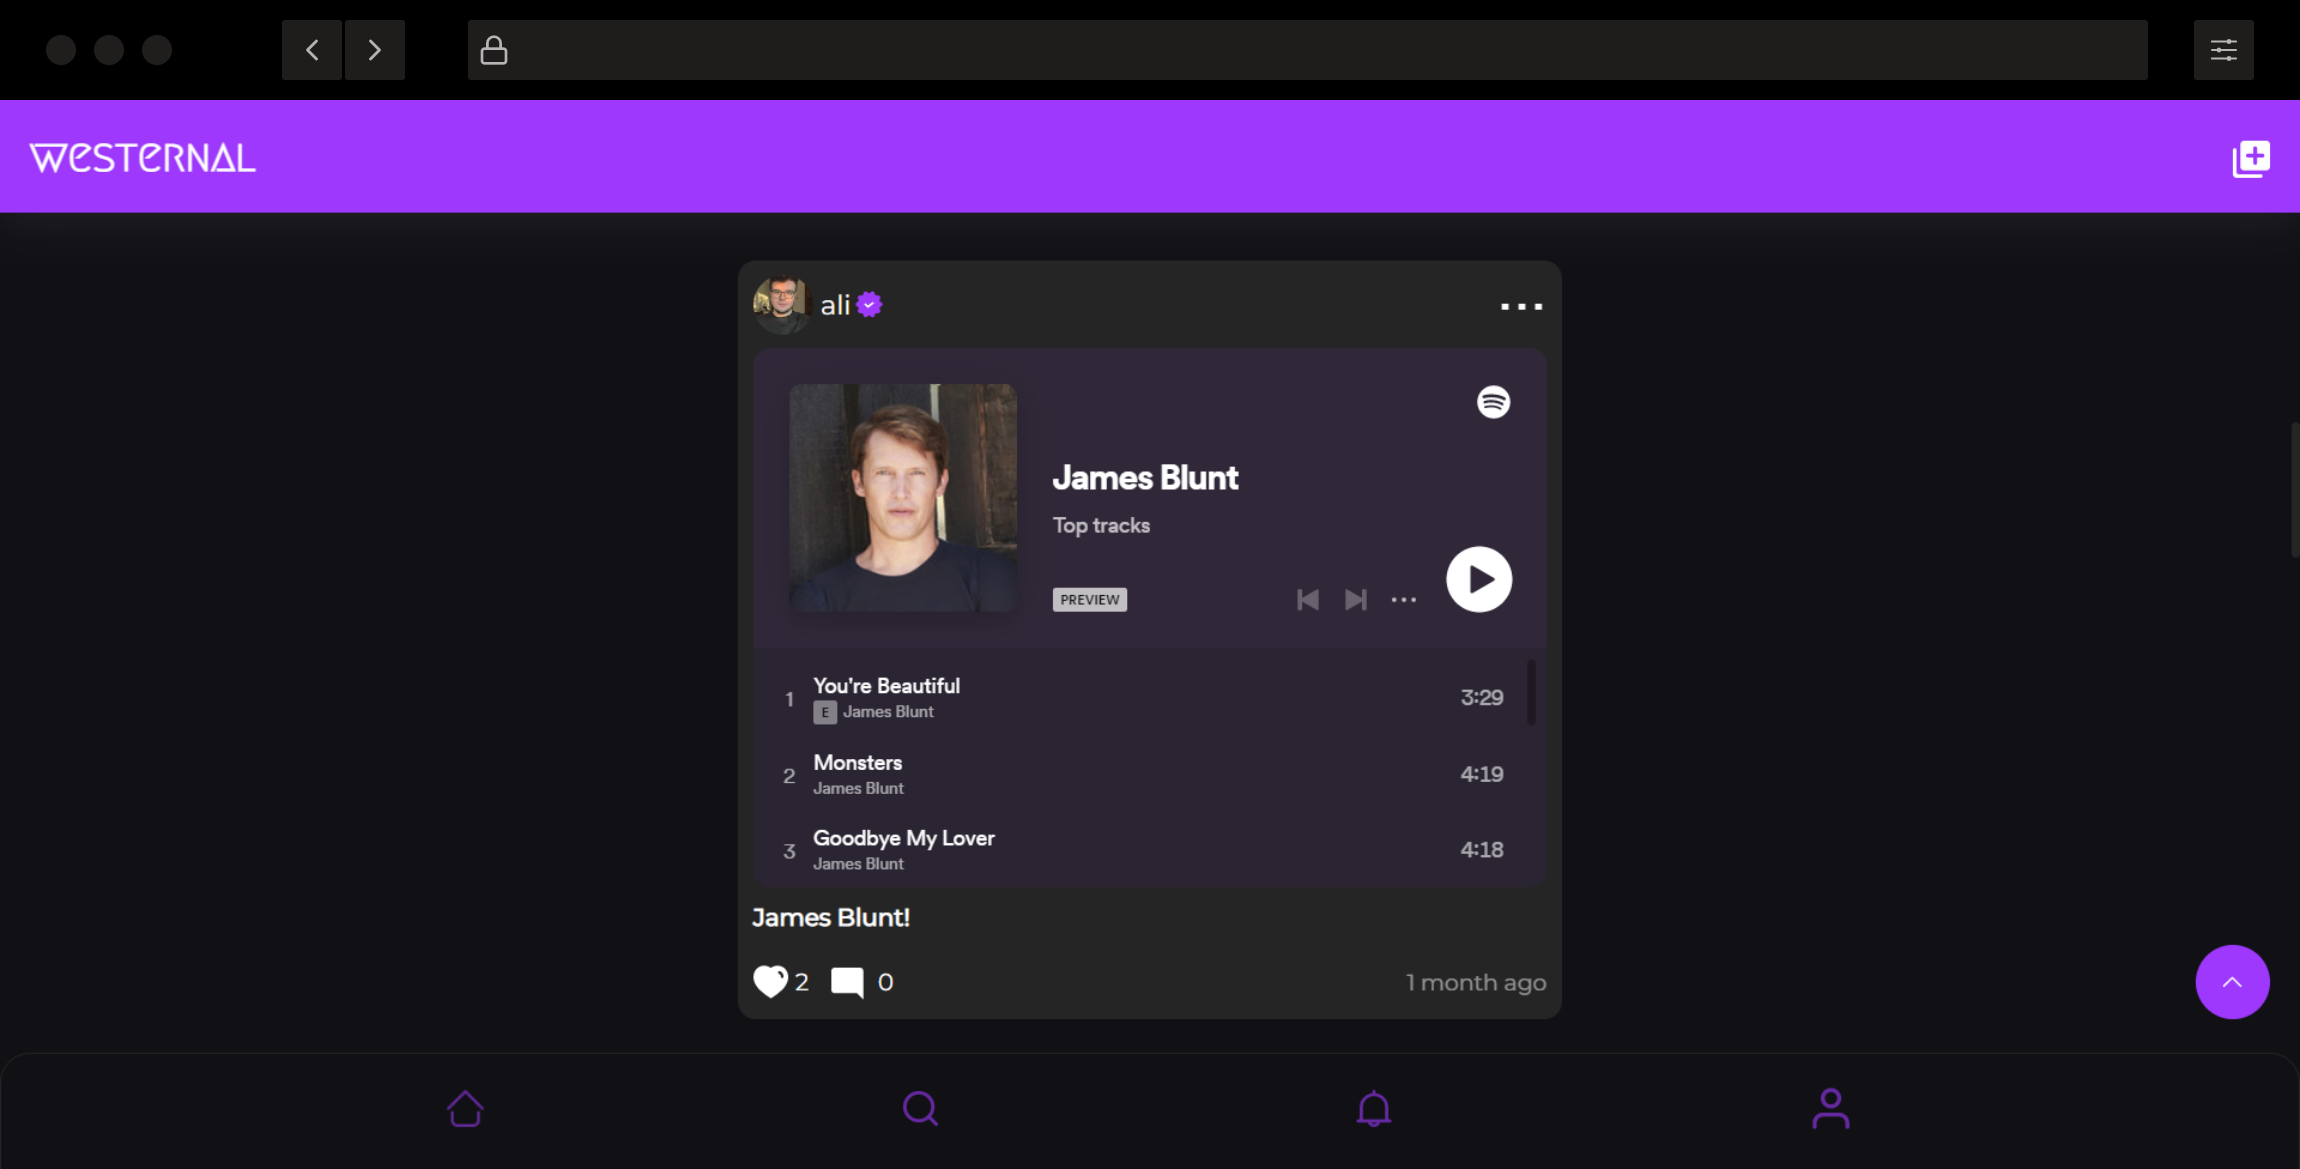 WESTERNAL
ali
James Blunt
Top tracks
PREVIEW
1 You're Beautiful 3:29
E James Blunt
2 Monsters 4:19
James Blunt
3 Goodbye My Lover 4:18
James Blunt
James Blunt!
2 0 1 month ago